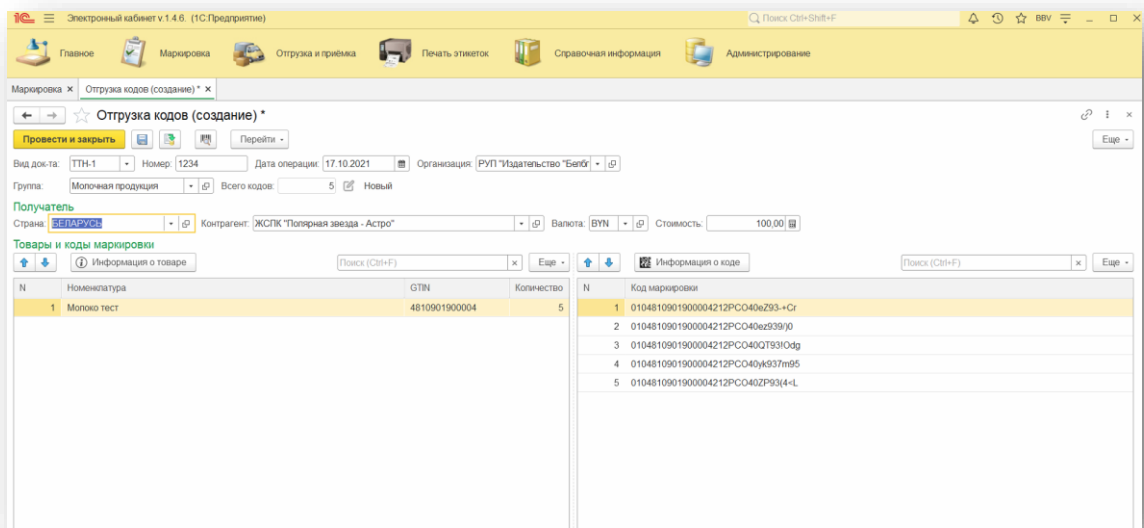 1С Электронный кабинет v.1.4.6. (1С:Предприятие) Поиск Ctrl+Shift+F BBV
Главное Маркировка Отгрузка и приёмка Печать этикеток Справочная информация Администрирование
Маркировка × Отгрузка кодов (создание) * ×
Отгрузка кодов (создание) *
Провести и закрыть Перейти Еще
Вид док-та: ТТН-1 Номер: 1234 Дата операции: 17.10.2021 Организация: РУП "Издательство "Белбг
Группа: Молочная продукция Всего кодов: 5 Новый
Получатель
Страна: БЕЛАРУСЬ Контрагент: ЖСПК "Полярная звезда - Астро" Валюта: BYN Стоимость: 100,00
Товары и коды маркировки
Информация о товаре Поиск (Ctrl+F) × Еще Информация о коде Поиск (Ctrl+F) × Еще
N Номенклатура GTIN Количество N Код маркировки
1 Молоко тест 4810901900004 5 1 0104810901900004212PCO40eZ93-+Cr
2 0104810901900004212PCO40ez939/)0
3 0104810901900004212PCO40QT93!Odg
4 0104810901900004212PCO40yk937m95
5 0104810901900004212PCO40ZP93(4<L